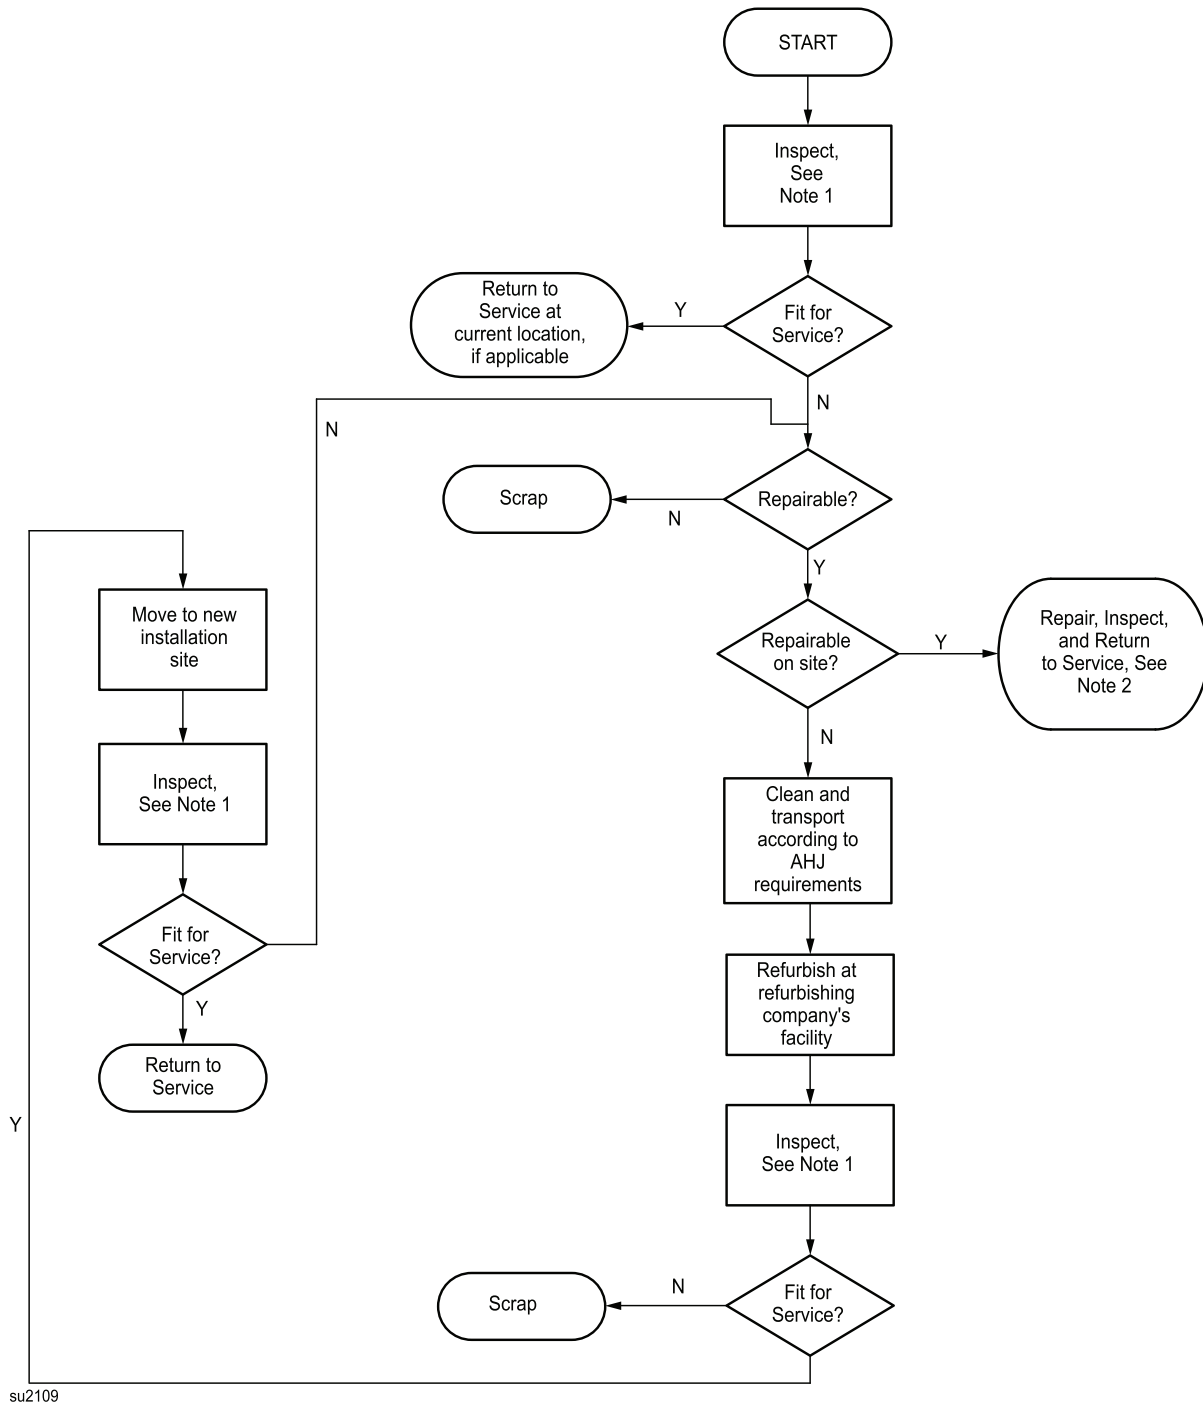 START
Inspect,
See
Note 1
Return to
Service at
current location,
if applicable
Y
Fit for
Service?
N
N
Scrap
N
Repairable?
Y
Move to new
installation
site
Repairable
on site?
Y
Repair, Inspect,
and Return
to Service, See
Note 2
N
Inspect,
See Note 1
Clean and
transport
according to
AHJ
requirements
Fit for
Service?
Y
Refurbish at
refurbishing
company's
facility
Return to
Service
Y
Inspect,
See Note 1
Scrap
N
Fit for
Service?
su2109